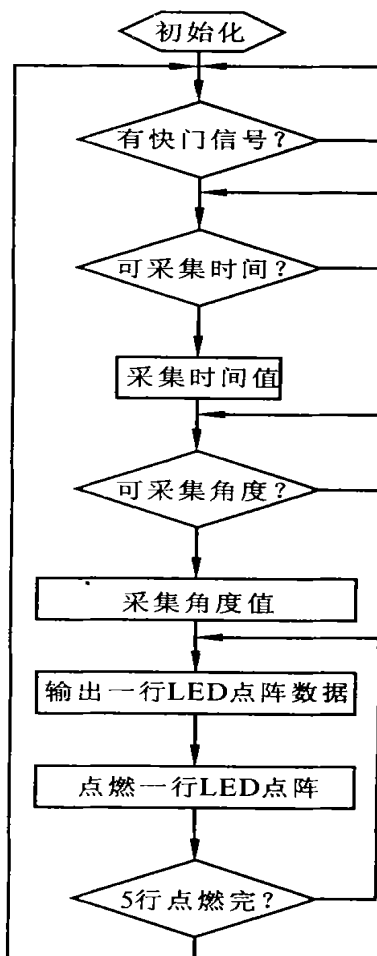 初始化
有快门信号?
可采集时间?
采集时间值
可采集角度?
采集角度值
输出一行LED点阵数据
点燃一行LED点阵
5行点燃完?